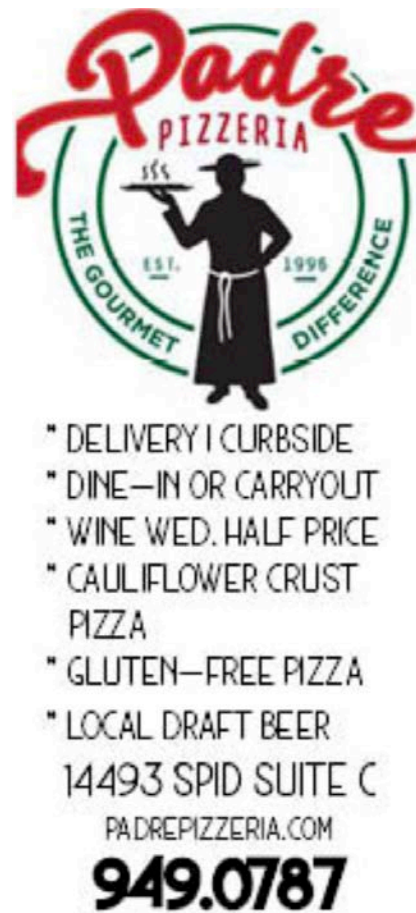 Padre
PIZZERIA
EST. 1996
THE GOURMET DIFFERENCE
" DELIVERY | CURBSIDE
" DINE-IN OR CARRYOUT
" WINE WED. HALF PRICE
" CAULIFLOWER CRUST
PIZZA
" GLUTEN-FREE PIZZA
" LOCAL DRAFT BEER
14493 SPID SUITE C
PADREPIZZERIA.COM
949.0787